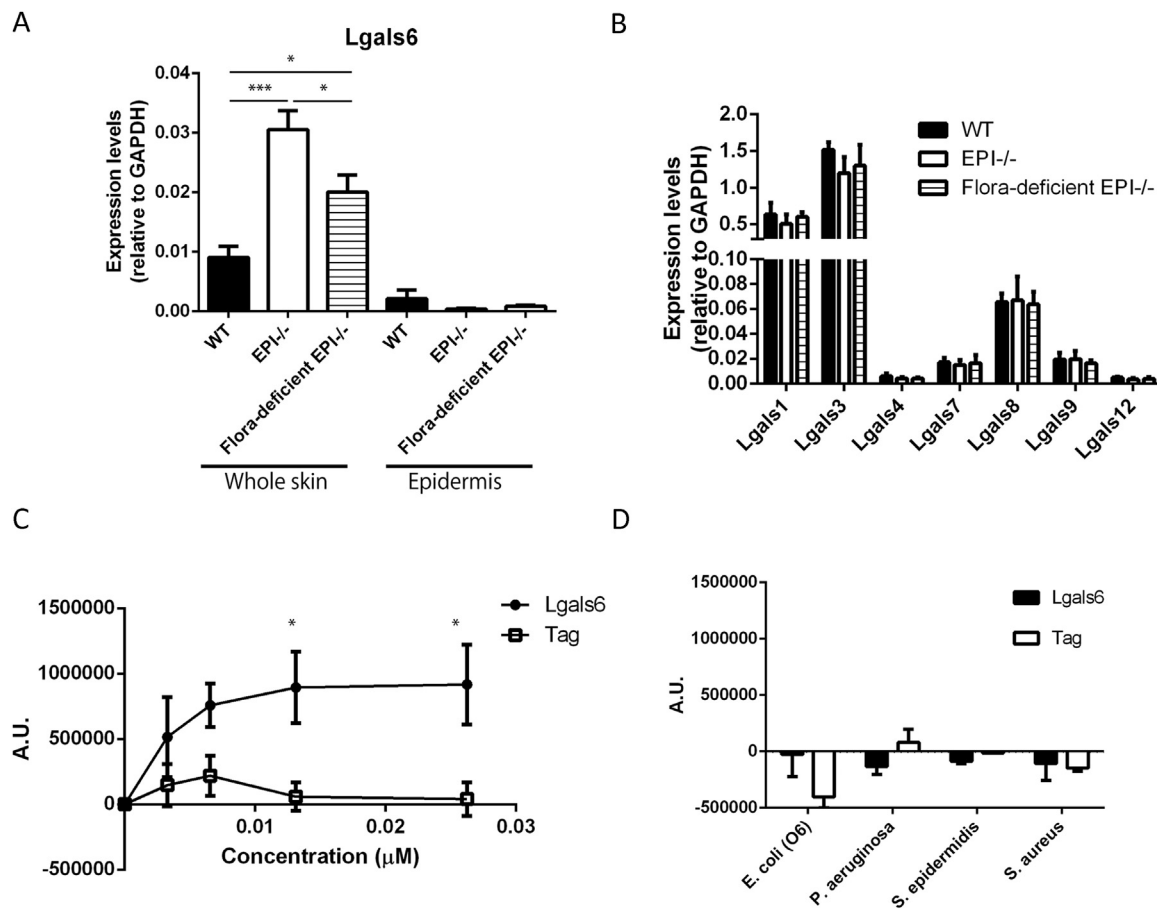 A
Lgals6
Expression levels
(relative to GAPDH)
0.04
0.03
0.02
0.01
0.00
*
***
*
WT
EPI-/-
Flora-deficient EPI-/-
WT
EPI-/-
Flora-deficient EPI-/-
Whole skin
Epidermis
B
Expression levels
(relative to GAPDH)
2.0
1.5
1.0
0.5
0.10
0.08
0.06
0.04
0.02
0.00
WT
EPI-/-
Flora-deficient EPI-/-
Lgals1
Lgals3
Lgals4
Lgals7
Lgals8
Lgals9
Lgals12
C
A.U.
1500000
1000000
500000
0
-500000
*
*
Lgals6
Tag
0.01
0.02
0.03
Concentration (μM)
D
A.U.
1500000
1000000
500000
0
-500000
Lgals6
Tag
E. coli (O6)
P. aeruginosa
S. epidermidis
S. aureus